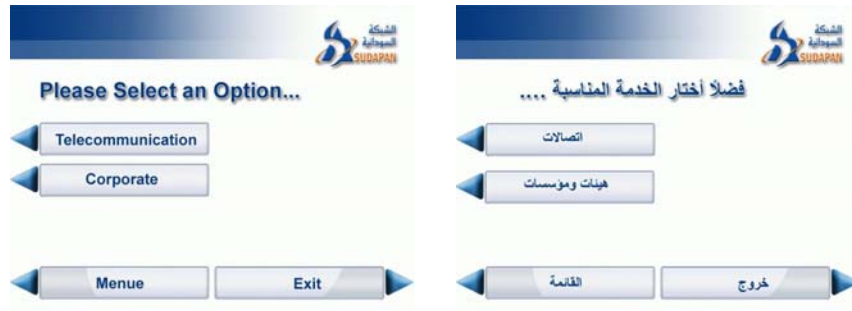 الشبكة
السودانية
SUDAPAN
Please Select an Option...
Telecommunication
Corporate
Menue
Exit
الشبكة
السودانية
SUDAPAN
فضلاً أختار الخدمة المناسبة ....
اتصالات
هيئات ومؤسسات
القائمة
خروج